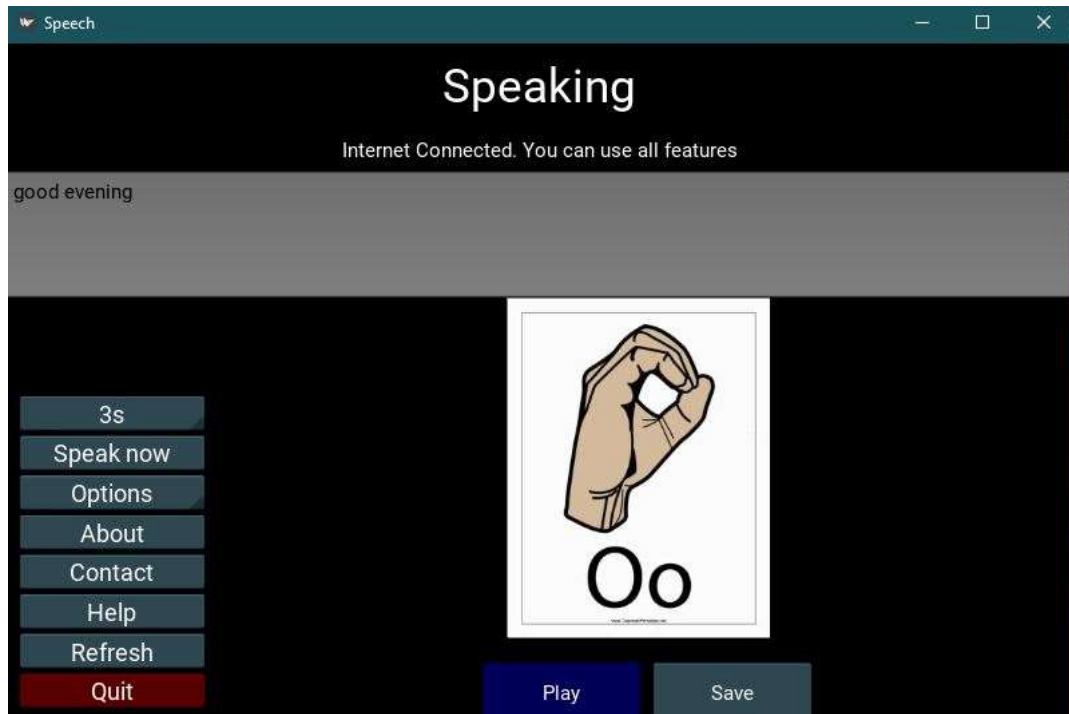 Speech
Speaking
Internet Connected. You can use all features
good evening
3s
Speak now
Options
About
Contact
Help
Refresh
Quit
Oo
Play
Save